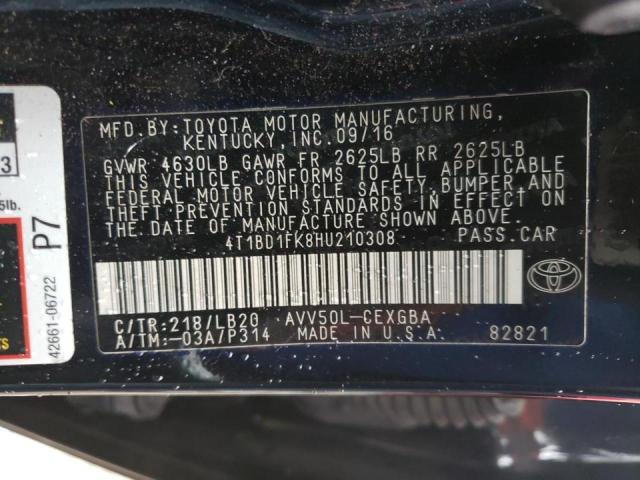 MFD. BY: TOYOTA MOTOR MANUFACTURING,
KENTUCKY, INC. 09/16
GVWR 4630LB GAWR FR 2625LB RR 2625LB
THIS VEHICLE CONFORMS TO ALL APPLICABLE
FEDERAL MOTOR VEHICLE SAFETY, BUMPER, AND
THEFT PREVENTION STANDARDS IN EFFECT ON
THE DATE OF MANUFACTURE SHOWN ABOVE.
4T1BD1FK8HU210308 PASS. CAR
C/TR: 218/LB20 AVV50L-CEXGBA
A/TM: -03A/P314 MADE IN U.S.A. 82821
P7
42661-06722
3
5lb.